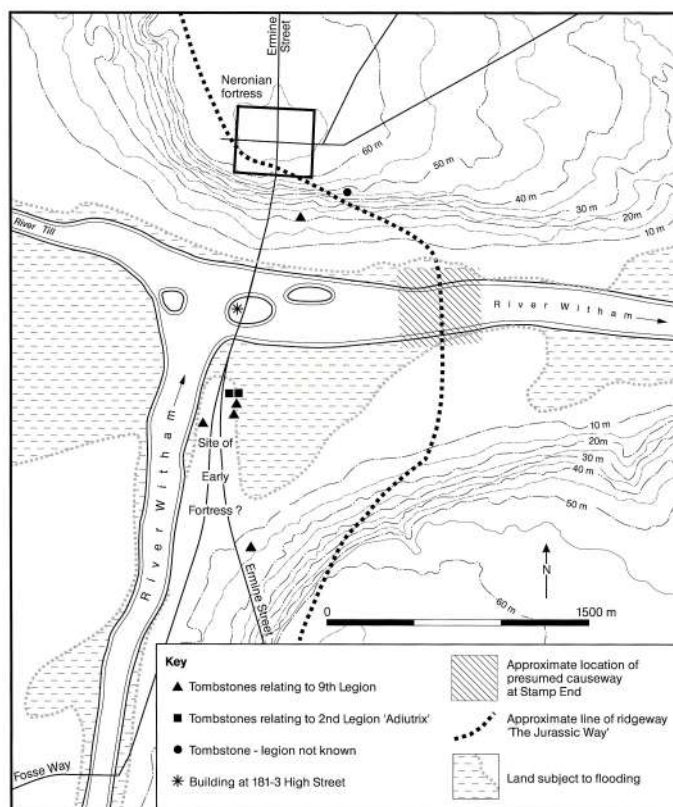 Ermine
Street
Neronian
fortress
60 m
50 m
40 m
30 m
20m
10 m
River Till
River Witham
River Witham
Site of
Early
Fortress ?
10 m
20m
30 m
40 m
50 m
60 m
Ermine Street
N
0 1500 m
Fosse Way
Key
Tombstones relating to 9th Legion
Tombstones relating to 2nd Legion 'Adiutrix'
Tombstone - legion not known
Building at 181-3 High Street
Approximate location of
presumed causeway
at Stamp End
Approximate line of ridgeway
'The Jurassic Way'
Land subject to flooding